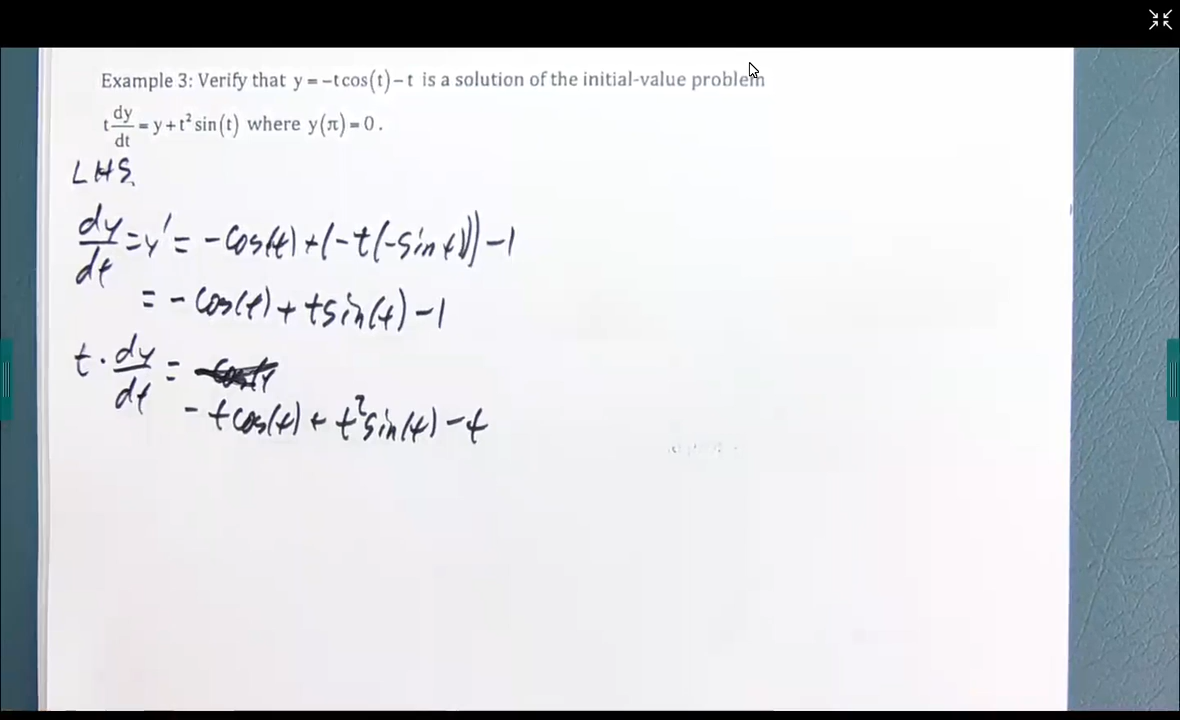 Example 3: Verify that y = −t cos(t) − t is a solution of the initial-value problem
t dy/dt = y + t² sin(t) where y(π) = 0.
LHS.
dy/dt = y' = -cos(t) + (-t(-sin t)) - 1
= - cos(t) + t sin(t) - 1
t · dy/dt =
- t cos(t) + t² sin(t) - t